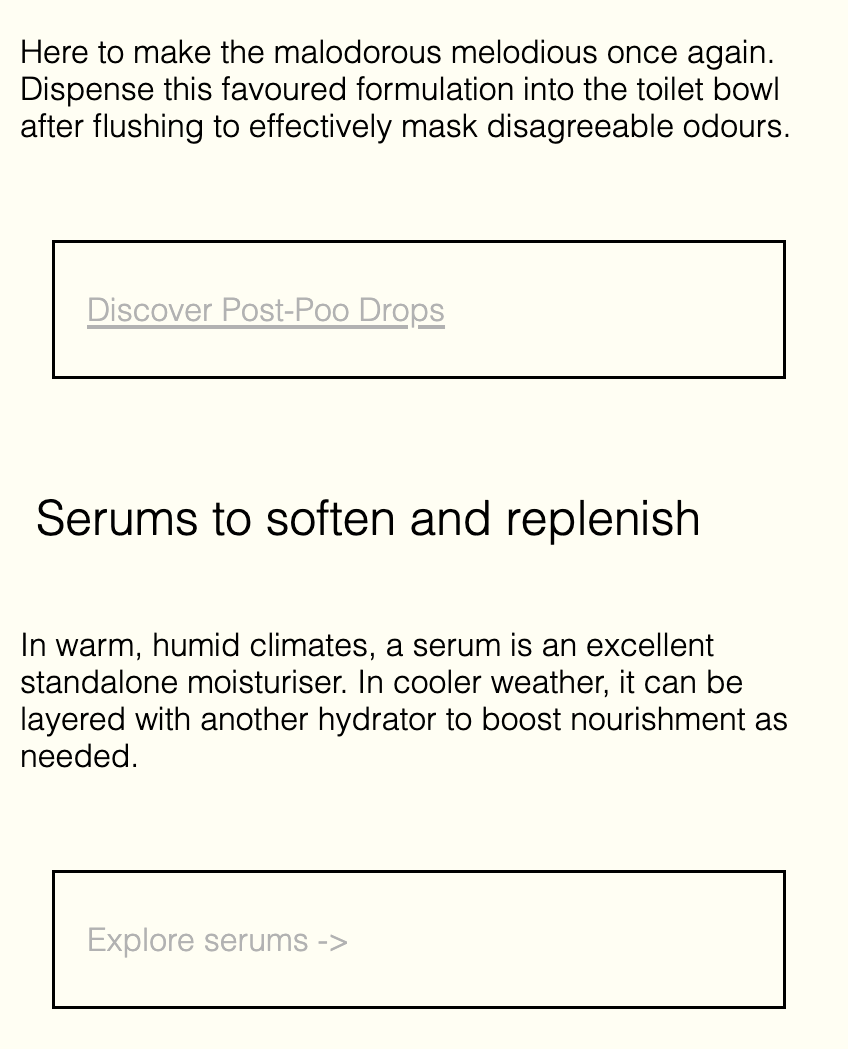 Here to make the malodorous melodious once again.
Dispense this favoured formulation into the toilet bowl
after flushing to effectively mask disagreeable odours.
Discover Post-Poo Drops
Serums to soften and replenish
In warm, humid climates, a serum is an excellent
standalone moisturiser. In cooler weather, it can be
layered with another hydrator to boost nourishment as
needed.
Explore serums ->